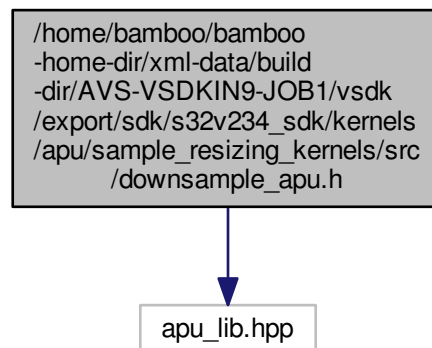 /home/bamboo/bamboo
-home-dir/xml-data/build
-dir/AVS-VSDKIN9-JOB1/vsdk
/export/sdk/s32v234_sdk/kernels
/apu/sample_resizing_kernels/src
/downsample_apu.h
apu_lib.hpp